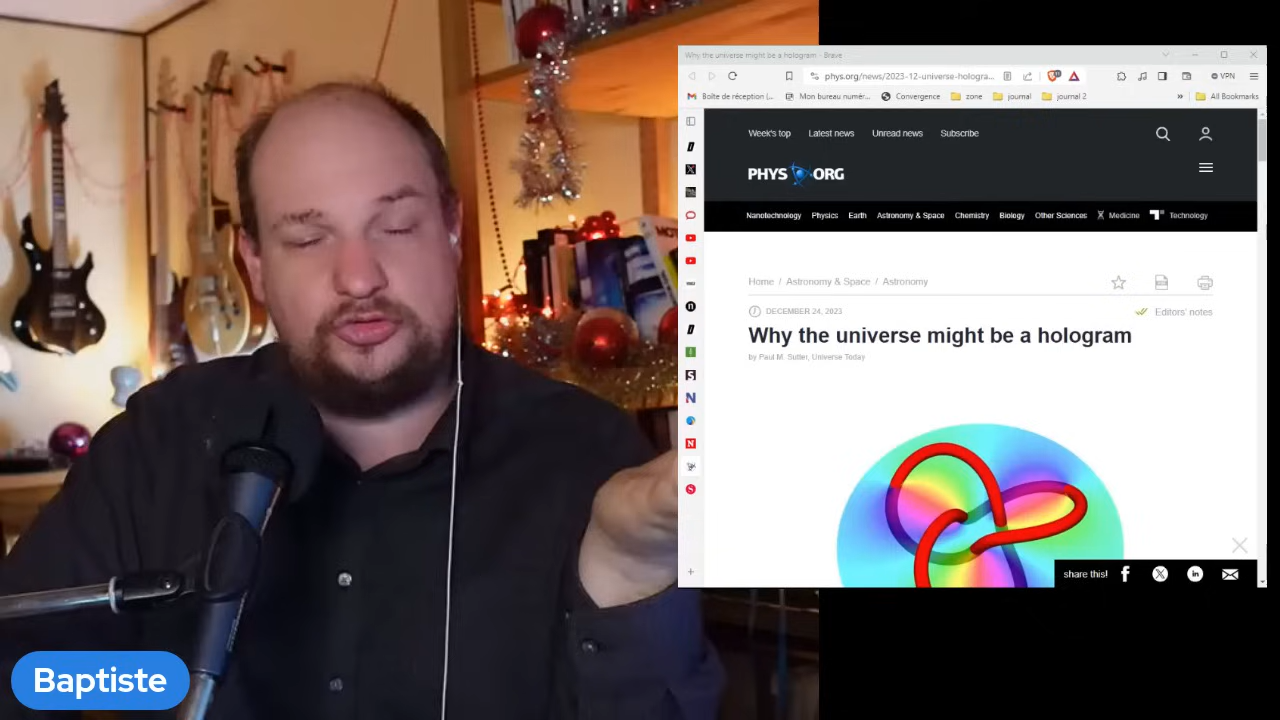 Why the universe might be a hologram - Brave
phys.org/news/2023-12-universe-hologra...
VPN
Boîte de réception (...
Mon bureau numér...
Convergence
zone
journal
journal 2
»
All Bookmarks
Week's top
Latest news
Unread news
Subscribe
PHYS ORG
Nanotechnology
Physics
Earth
Astronomy & Space
Chemistry
Biology
Other Sciences
Medicine
Technology
Home / Astronomy & Space / Astronomy
DECEMBER 24, 2023
Editors' notes
Why the universe might be a hologram
by Paul M. Sutter, Universe Today
share this!
Baptiste